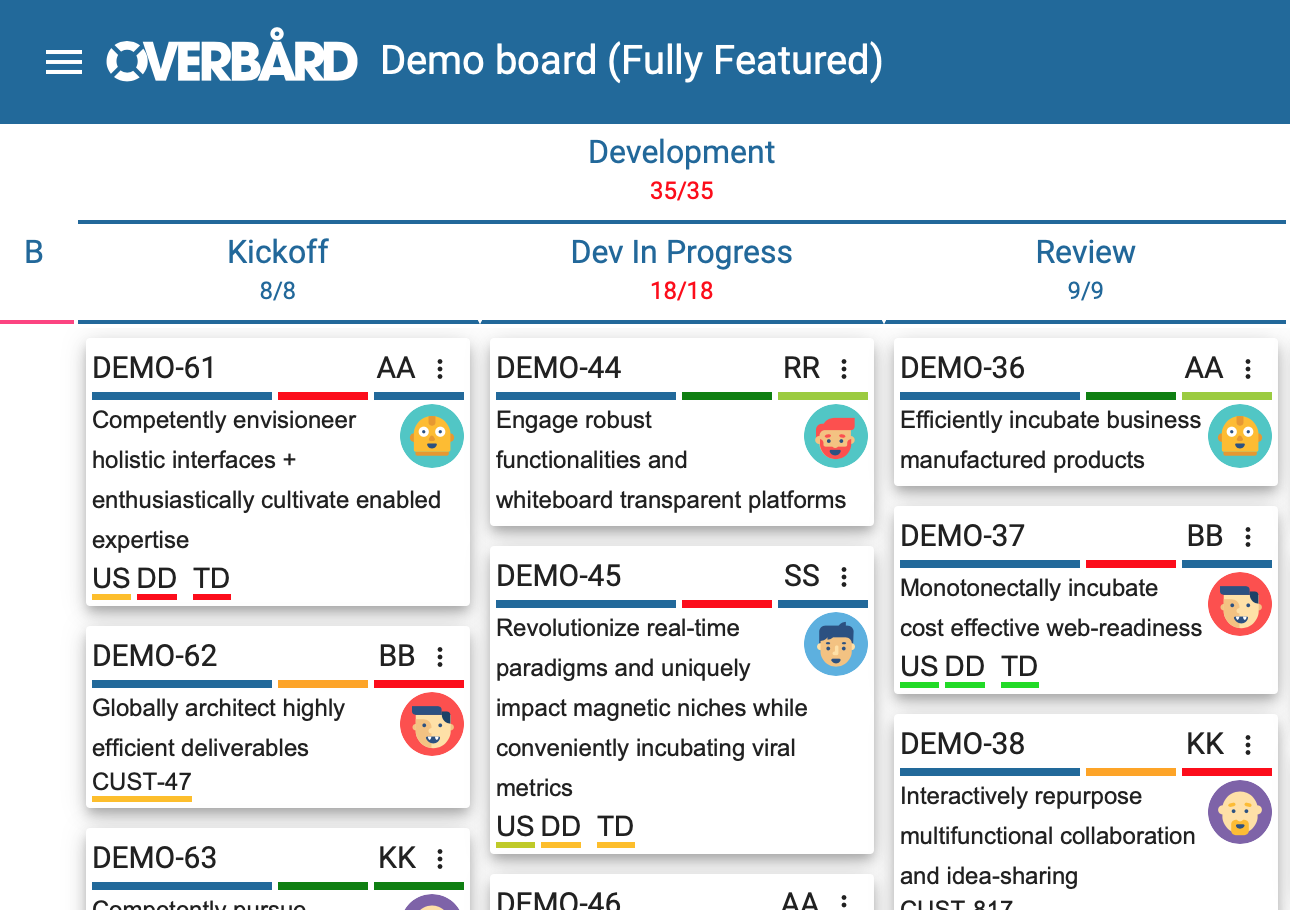 OVERBÅRD Demo board (Fully Featured)
Development
35/35
B
Kickoff
8/8
Dev In Progress
18/18
Review
9/9
DEMO-61 AA
Competently envisioneer
holistic interfaces +
enthusiastically cultivate enabled
expertise
US DD TD
DEMO-62 BB
Globally architect highly
efficient deliverables
CUST-47
DEMO-63 KK
Competently pursue
DEMO-44 RR
Engage robust
functionalities and
whiteboard transparent platforms
DEMO-45 SS
Revolutionize real-time
paradigms and uniquely
impact magnetic niches while
conveniently incubating viral
metrics
US DD TD
DEMO-46 AA
DEMO-36 AA
Efficiently incubate business
manufactured products
DEMO-37 BB
Monotonectally incubate
cost effective web-readiness
US DD TD
DEMO-38 KK
Interactively repurpose
multifunctional collaboration
and idea-sharing
CUST-817